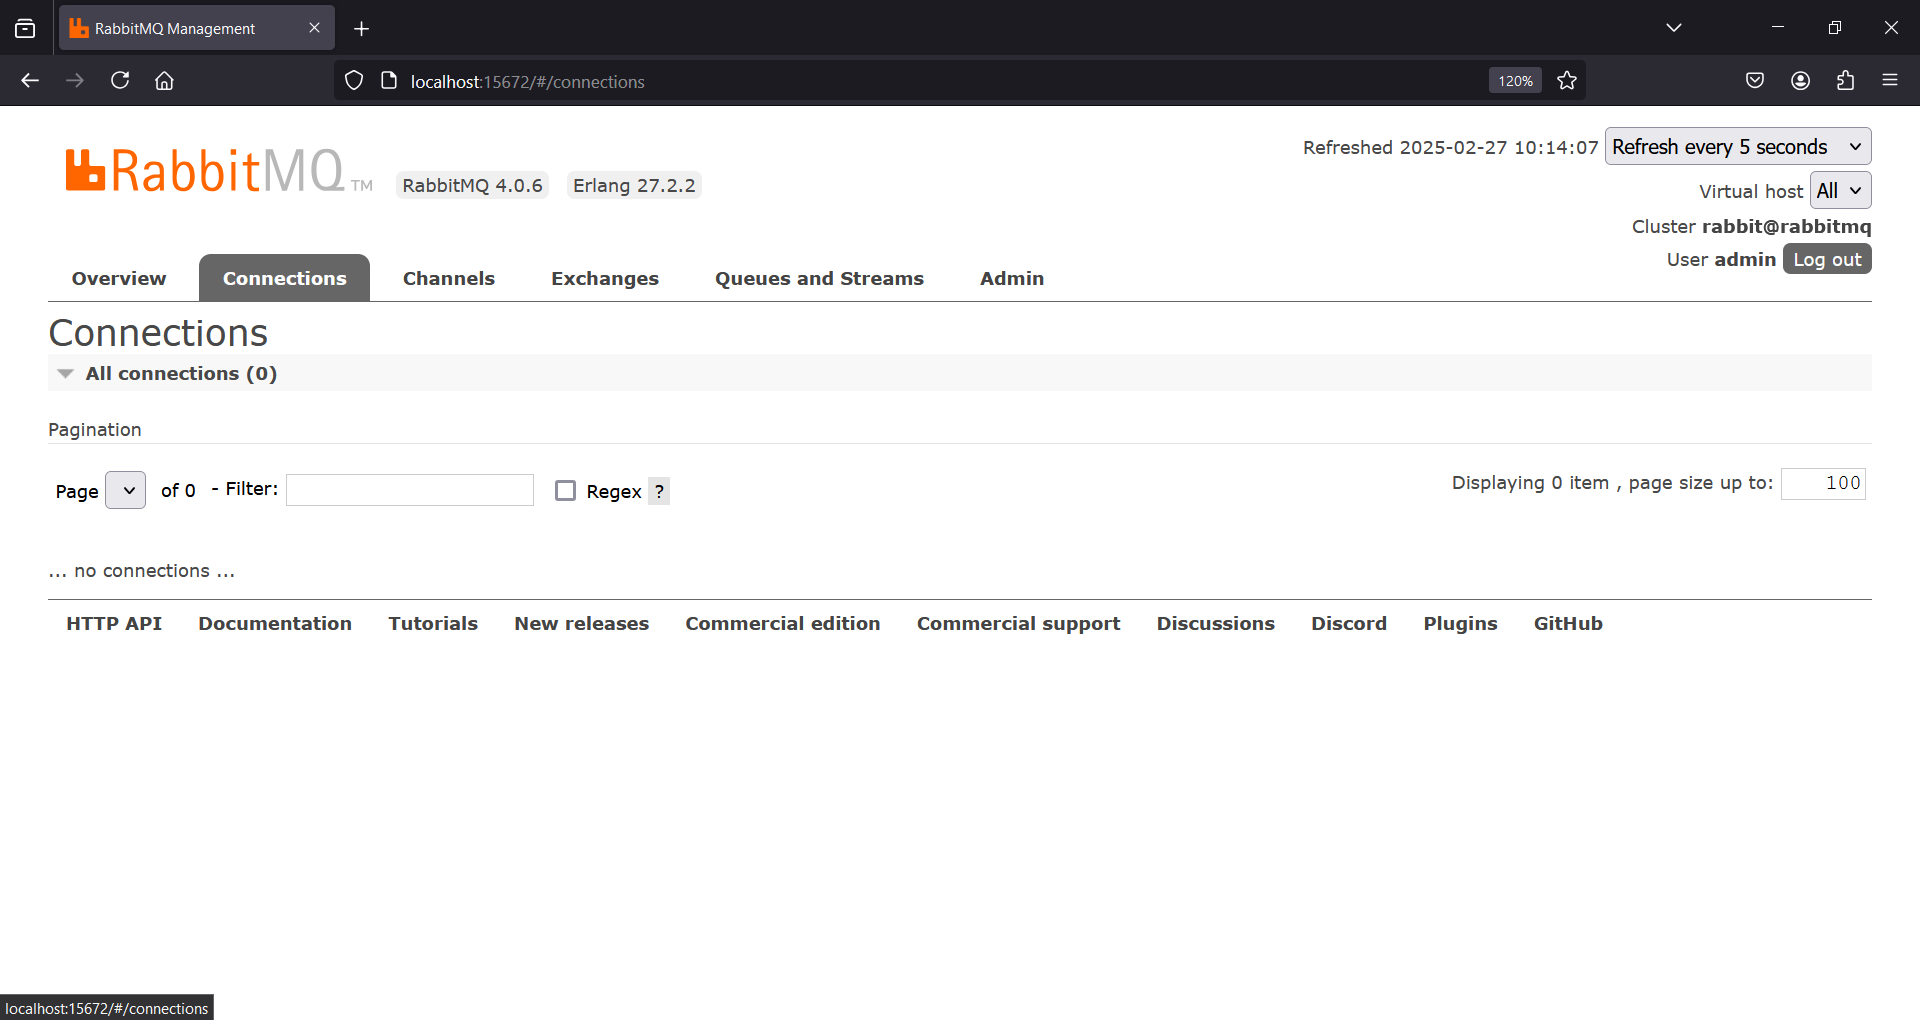 RabbitMQ Management
localhost:15672/#/connections
120%
RabbitMQ TM
RabbitMQ 4.0.6
Erlang 27.2.2
Refreshed 2025-02-27 10:14:07
Refresh every 5 seconds
Virtual host All
Cluster rabbit@rabbitmq
User admin Log out
Overview Connections Channels Exchanges Queues and Streams Admin
Connections
All connections (0)
Pagination
Page of 0 - Filter: Regex ?
Displaying 0 item , page size up to: 100
... no connections ...
HTTP API Documentation Tutorials New releases Commercial edition Commercial support Discussions Discord Plugins GitHub
localhost:15672/#/connections